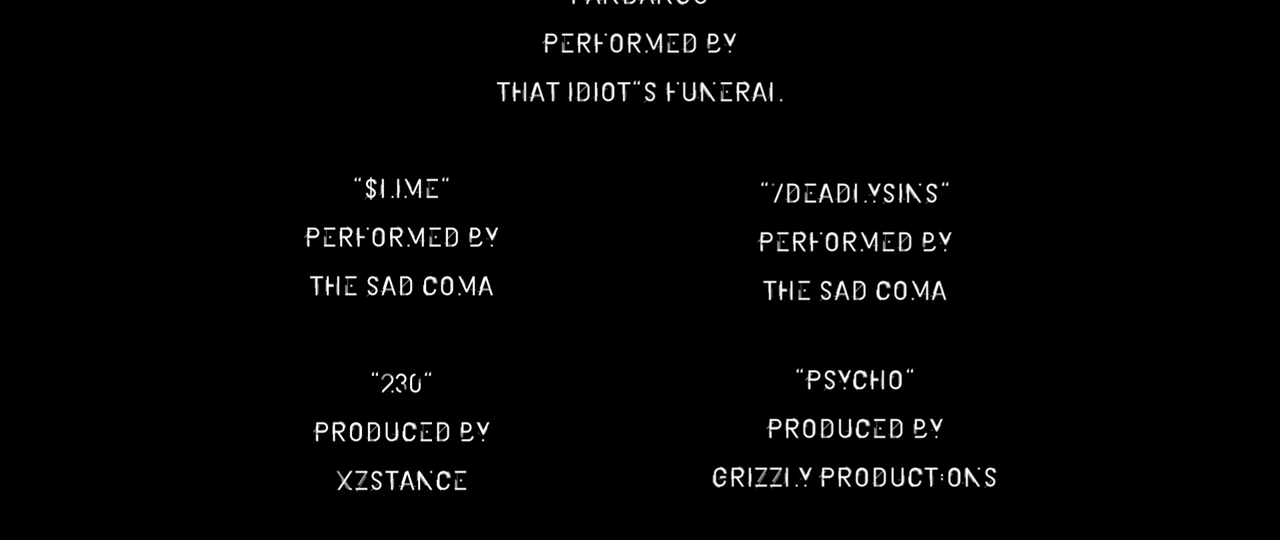 PERFORMED BY
THAT IDIOT"S FUNERAL
"$LIME"
PERFORMED BY
THE SAD COMA
"7DEADLYSINS"
PERFORMED BY
THE SAD COMA
"230"
PRODUCED BY
XZSTANCE
"PSYCHO"
PRODUCED BY
GRIZZLY PRODUCTIONS